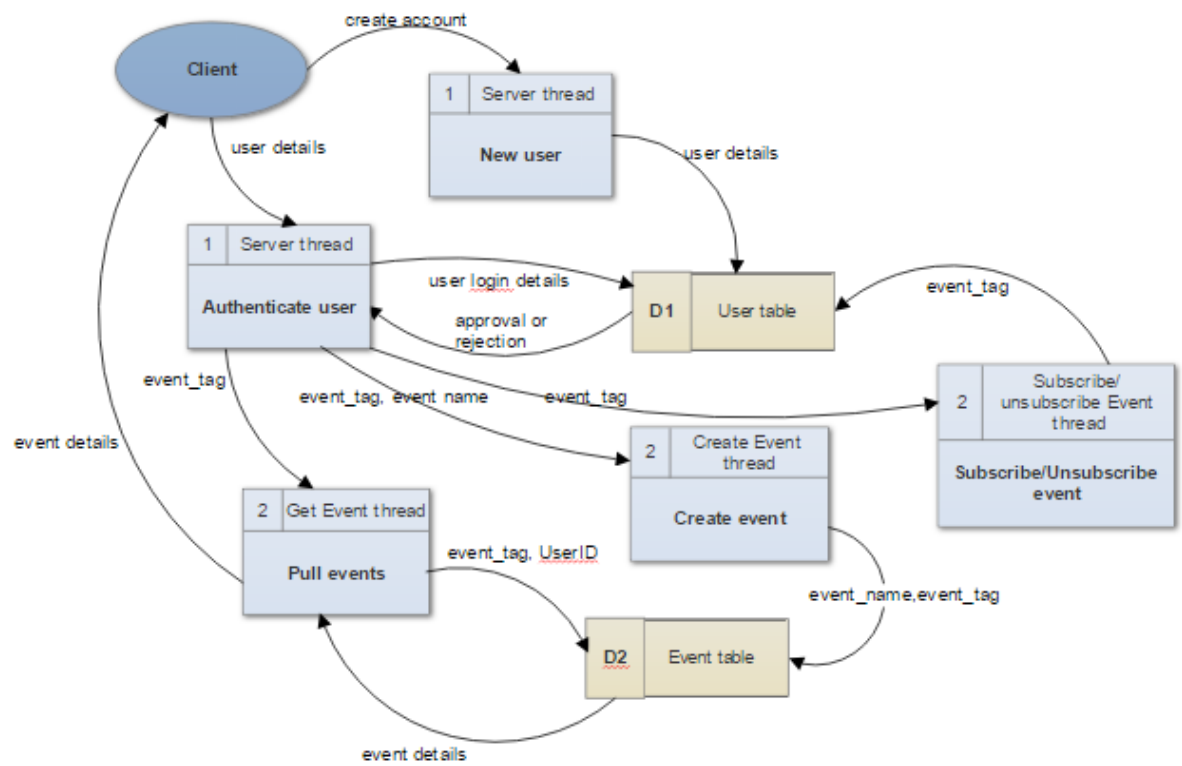 create account
Client
1 Server thread
New user
user details
user details
1 Server thread
Authenticate user
user login details
approval or
rejection
D1 User table
event_tag
event_tag
event_tag, event name
event_tag
2 Subscribe/
unsubscribe Event
thread
Subscribe/Unsubscribe
event
2 Create Event
thread
Create event
event details
2 Get Event thread
Pull events
event_tag, UserID
event_name,event_tag
D2 Event table
event details